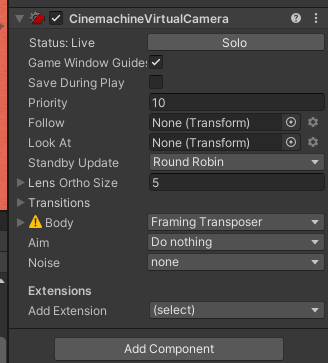 CinemachineVirtualCamera
Status: Live Solo
Game Window Guides
Save During Play
Priority 10
Follow None (Transform)
Look At None (Transform)
Standby Update Round Robin
Lens Ortho Size 5
Transitions
Body Framing Transposer
Aim Do nothing
Noise none
Extensions
Add Extension (select)
Add Component